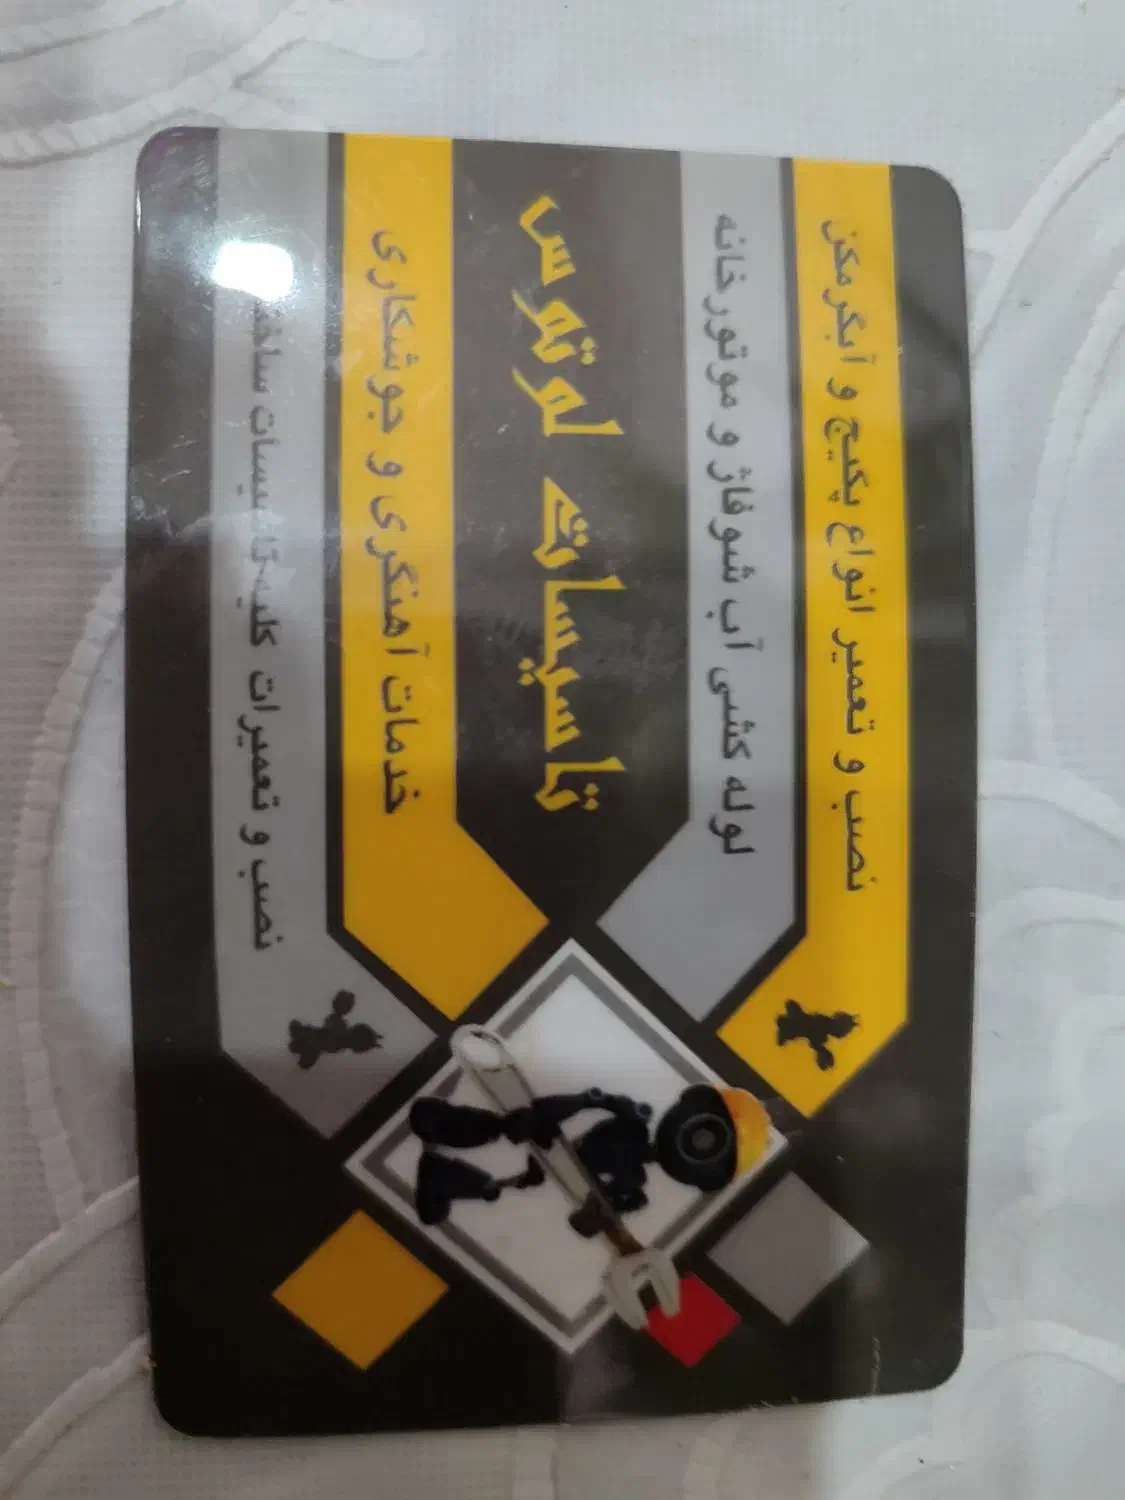 نصب و تعمیر انواع پکیج و آبگرمکن
لوله کشی آب شوفاژ و موتورخانه
تاسیسات لوتوس
خدمات آهنگری و جوشکاری
نصب و تعمیرات کلیه تاسیسات